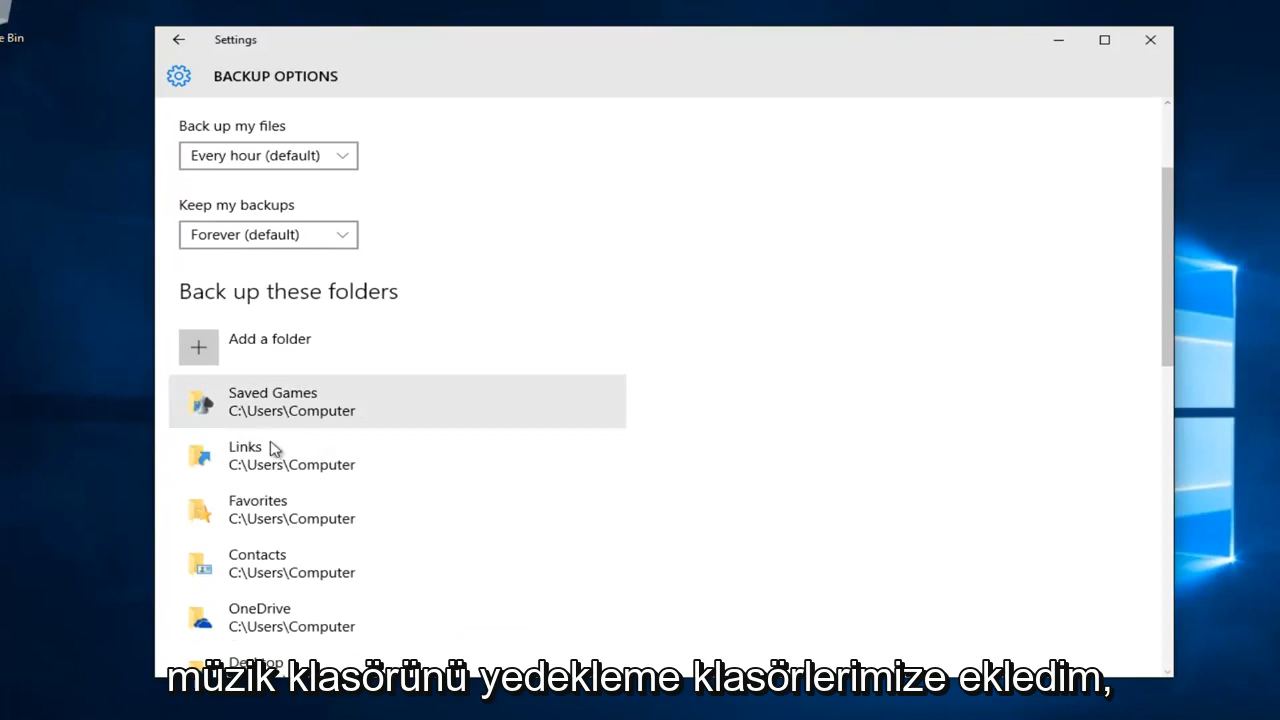 e Bin
Settings
BACKUP OPTIONS
Back up my files
Every hour (default)
Keep my backups
Forever (default)
Back up these folders
Add a folder
Saved Games
C:\Users\Computer
Links
C:\Users\Computer
Favorites
C:\Users\Computer
Contacts
C:\Users\Computer
OneDrive
C:\Users\Computer
Desktop
müzik klasörünü yedekleme klasörlerimize ekledim,